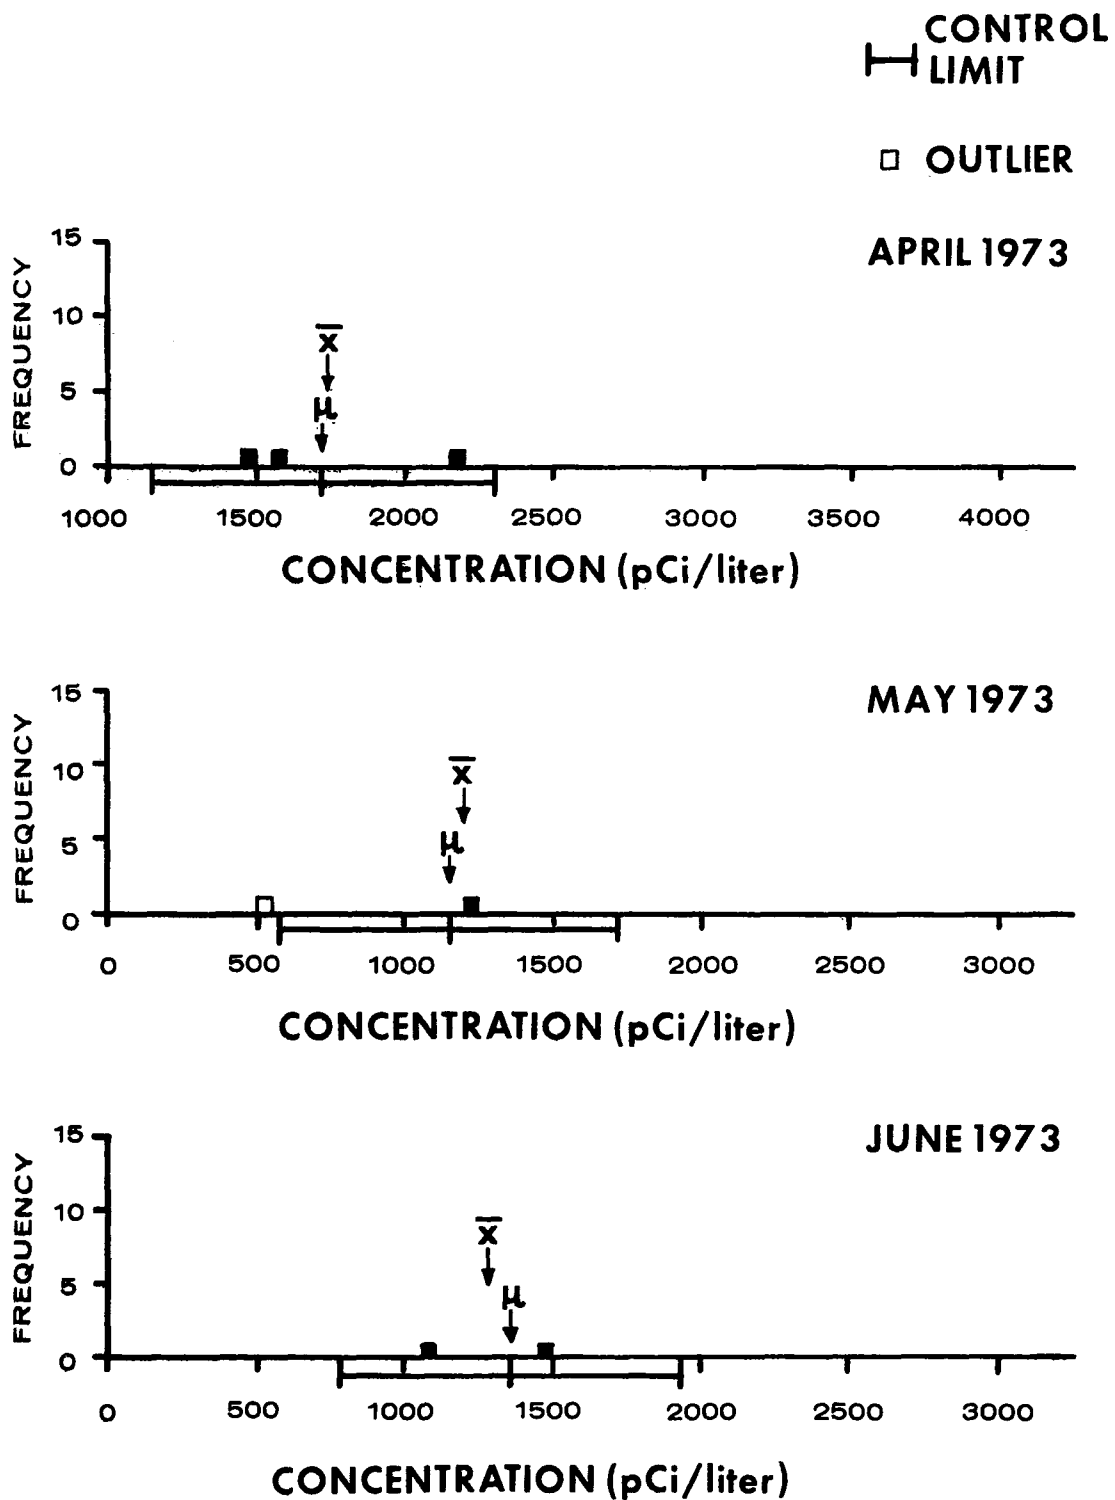 CONTROL
LIMIT
OUTLIER
APRIL 1973
FREQUENCY
15
10
5
0
x̄
μ
1000 1500 2000 2500 3000 3500 4000
CONCENTRATION (pCi/liter)
MAY 1973
FREQUENCY
15
10
5
0
x̄
μ
0 500 1000 1500 2000 2500 3000
CONCENTRATION (pCi/liter)
JUNE 1973
FREQUENCY
15
10
5
0
x̄
μ
0 500 1000 1500 2000 2500 3000
CONCENTRATION (pCi/liter)